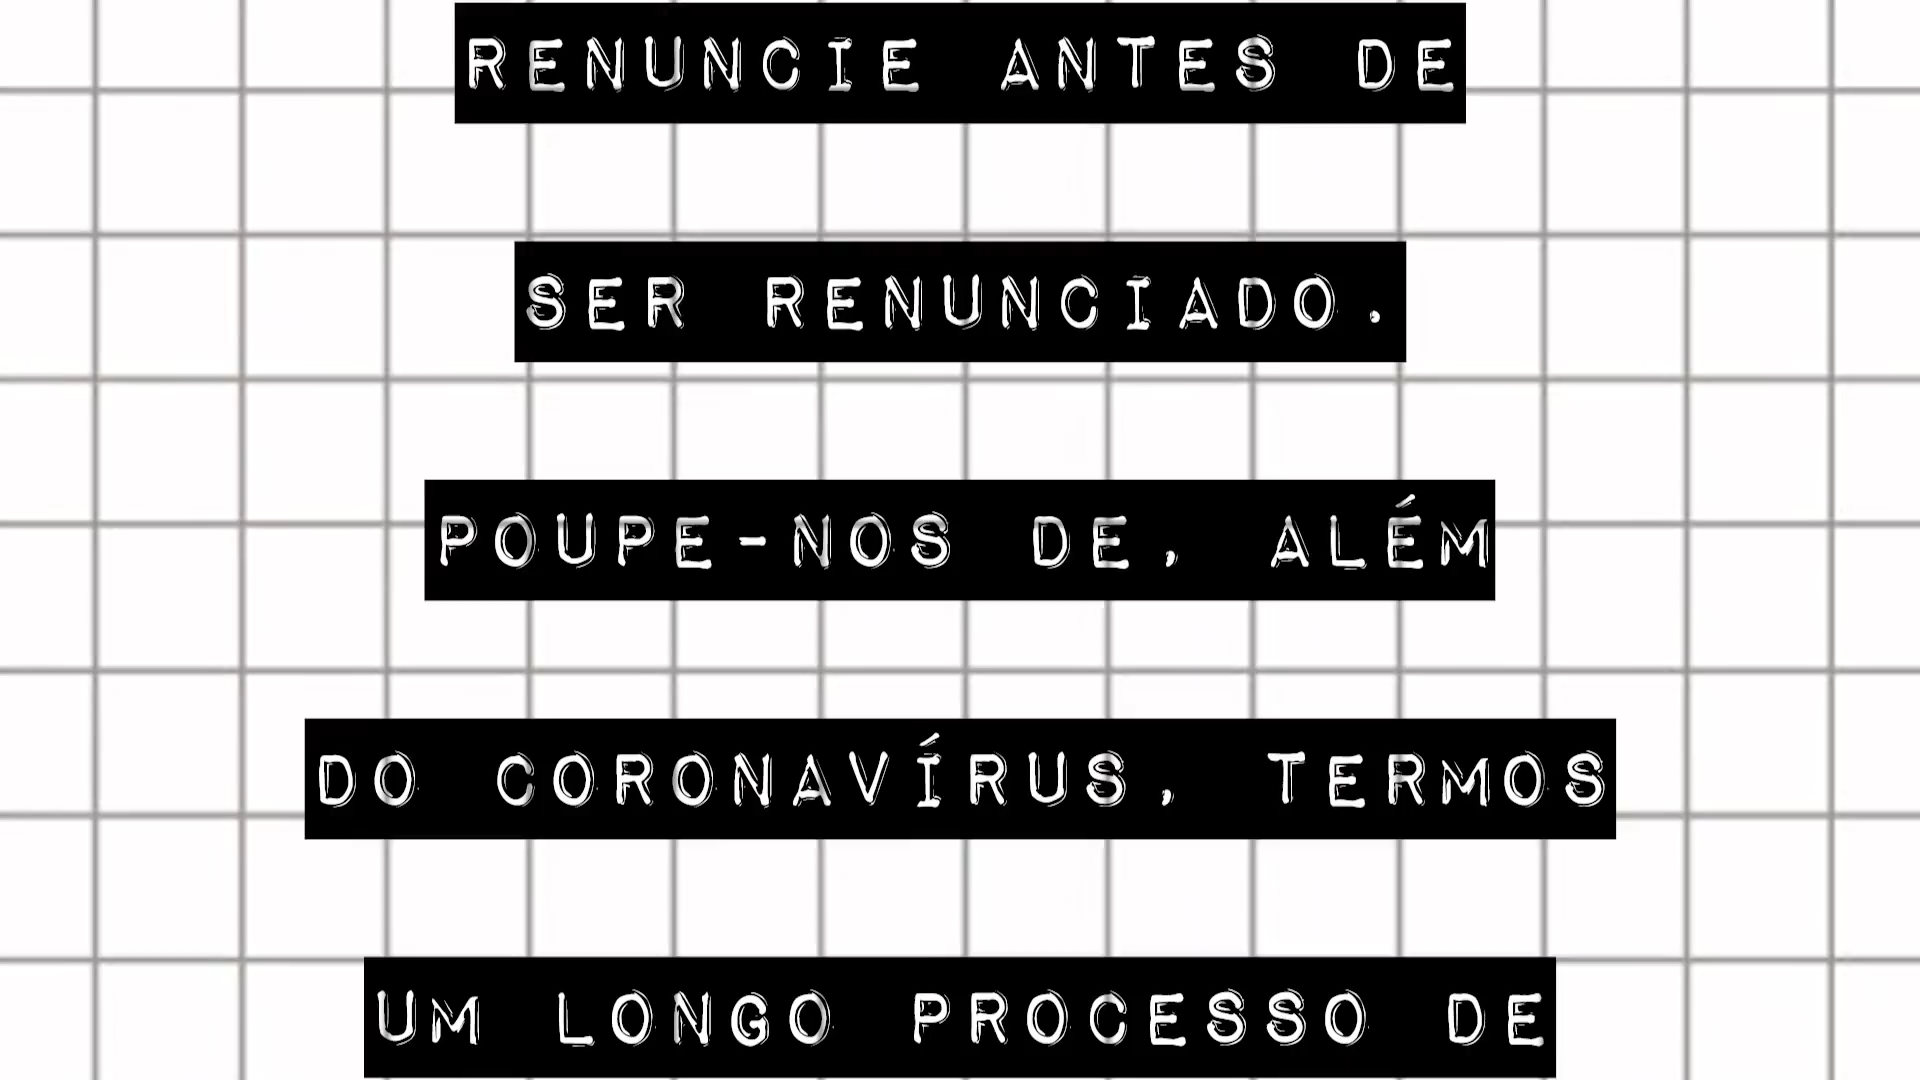 RENUNCIE ANTES DE
SER RENUNCIADO.
POUPE-NOS DE, ALÉM
DO CORONAVÍRUS, TERMOS
UM LONGO PROCESSO DE